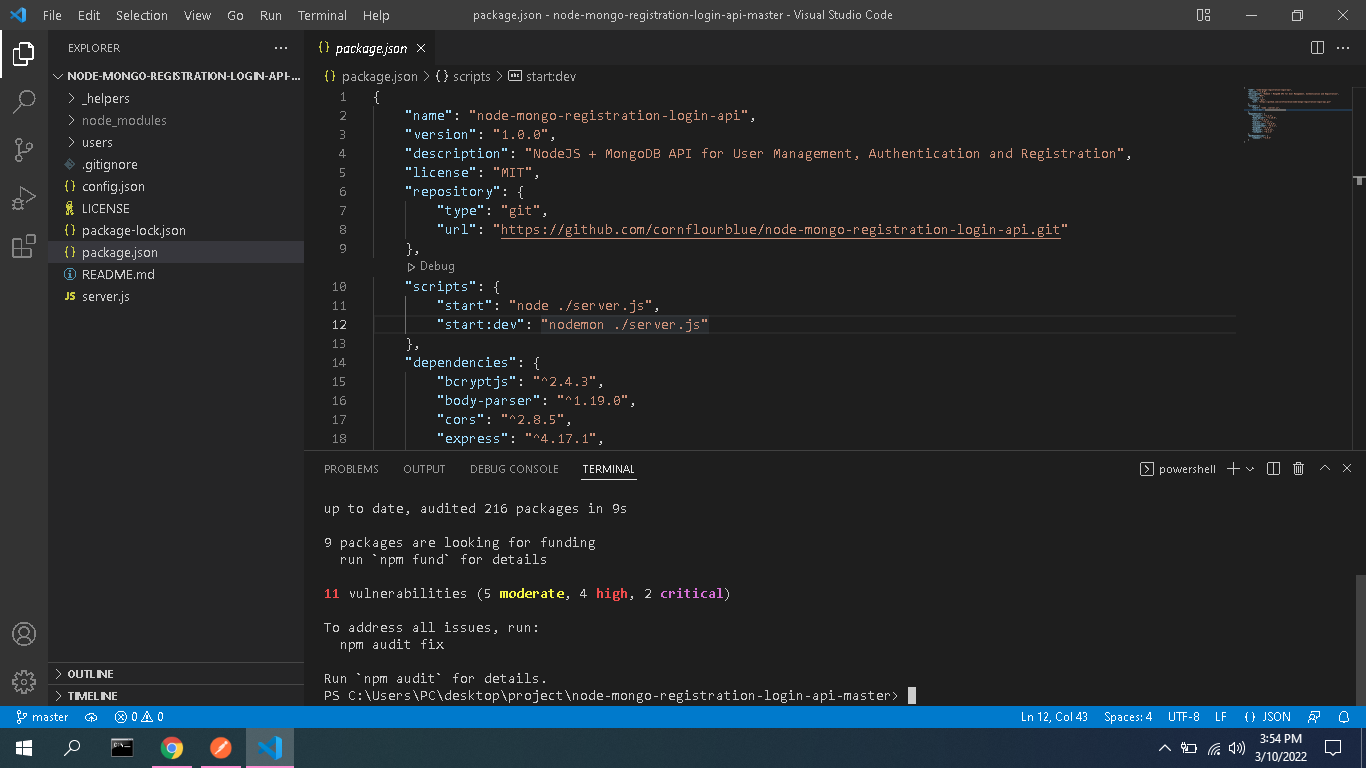 File Edit Selection View Go Run Terminal Help
package.json - node-mongo-registration-login-api-master - Visual Studio Code
EXPLORER
NODE-MONGO-REGISTRATION-LOGIN-API-...
_helpers
node_modules
users
.gitignore
{} config.json
LICENSE
{} package-lock.json
{} package.json
README.md
JS server.js
OUTLINE
TIMELINE
{} package.json
{} package.json > {} scripts > abc start:dev
1 {
2 "name": "node-mongo-registration-login-api",
3 "version": "1.0.0",
4 "description": "NodeJS + MongoDB API for User Management, Authentication and Registration",
5 "license": "MIT",
6 "repository": {
7 "type": "git",
8 "url": "https://github.com/cornflourblue/node-mongo-registration-login-api.git"
9 },
Debug
10 "scripts": {
11 "start": "node ./server.js",
12 "start:dev": "nodemon ./server.js"
13 },
14 "dependencies": {
15 "bcryptjs": "^2.4.3",
16 "body-parser": "^1.19.0",
17 "cors": "^2.8.5",
18 "express": "^4.17.1",
PROBLEMS OUTPUT DEBUG CONSOLE TERMINAL
powershell
up to date, audited 216 packages in 9s
9 packages are looking for funding
run `npm fund` for details
11 vulnerabilities (5 moderate, 4 high, 2 critical)
To address all issues, run:
npm audit fix
Run `npm audit` for details.
PS C:\Users\PC\desktop\project\node-mongo-registration-login-api-master>
master 0 0
Ln 12, Col 43 Spaces: 4 UTF-8 LF {} JSON
3:54 PM
3/10/2022